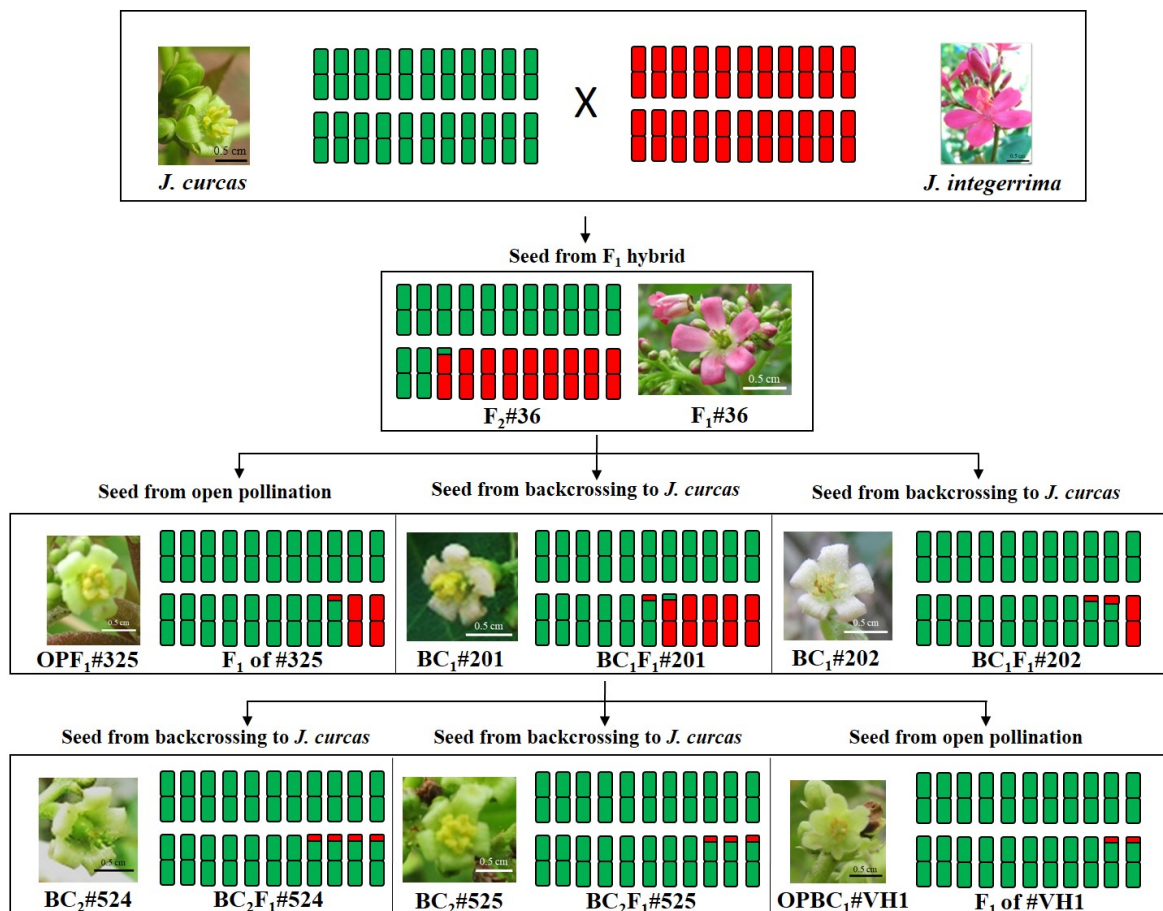 X
0.5 cm
0.5 cm
J. curcas
J. integerrima
Seed from F₁ hybrid
0.5 cm
F₂#36
F₁#36
Seed from open pollination
Seed from backcrossing to J. curcas
Seed from backcrossing to J. curcas
0.5 cm
0.5 cm
0.5 cm
OPF₁#325
F₁ of #325
BC₁#201
BC₁F₁#201
BC₁#202
BC₁F₁#202
Seed from backcrossing to J. curcas
Seed from backcrossing to J. curcas
Seed from open pollination
0.5 cm
0.5 cm
0.5 cm
BC₂#524
BC₂F₁#524
BC₂#525
BC₂F₁#525
OPBC₁#VH1
F₁ of #VH1